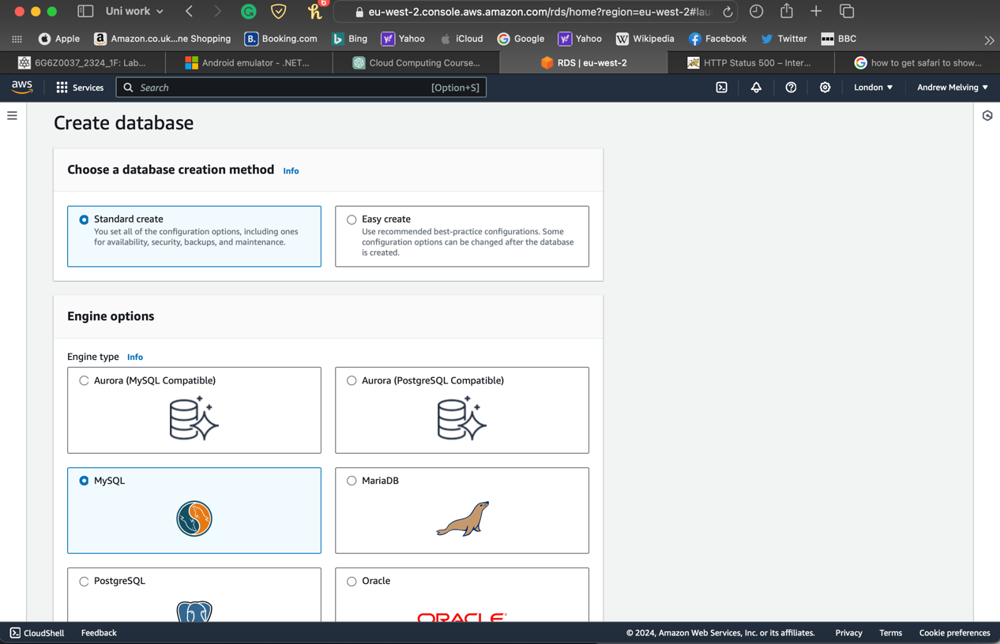 Uni work
6
eu-west-2.console.aws.amazon.com/rds/home?region=eu-west-2#lau
Apple
Amazon.co.uk...ne Shopping
Booking.com
Bing
Yahoo
iCloud
Google
Yahoo
Wikipedia
Facebook
Twitter
BBC
6G6Z0037_2324_1F: Lab...
Android emulator - .NET...
Cloud Computing Course...
RDS | eu-west-2
HTTP Status 500 – Inter...
how to get safari to show...
aws
Services
Search
[Option+S]
London
Andrew Melving
Create database
Choose a database creation method Info
Standard create
You set all of the configuration options, including ones
for availability, security, backups, and maintenance.
Easy create
Use recommended best-practice configurations. Some
configuration options can be changed after the database
is created.
Engine options
Engine type Info
Aurora (MySQL Compatible)
Aurora (PostgreSQL Compatible)
MySQL
MariaDB
PostgreSQL
Oracle
ORACLE
CloudShell
Feedback
© 2024, Amazon Web Services, Inc. or its affiliates.
Privacy
Terms
Cookie preferences